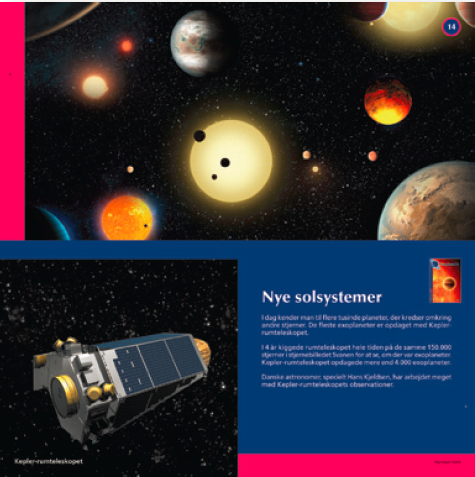 14
Nye solsystemer
I dag kender man til flere tusinde planeter, der kredser omkring
andre stjerner. De fleste exoplaneter er opdaget med Kepler-
rumteleskopet.
I 4 år kiggede rumteleskopet hele tiden på de samme 150.000
stjerner i stjernebilledet Svanen for at se, om der var exoplaneter.
Kepler-rumteleskopet opdagede mere end 4.000 exoplaneter.
Danske astronomer, specielt Hans Kjeldsen, har arbejdet meget
med Kepler-rumteleskopets observationer.
Kepler-rumteleskopet